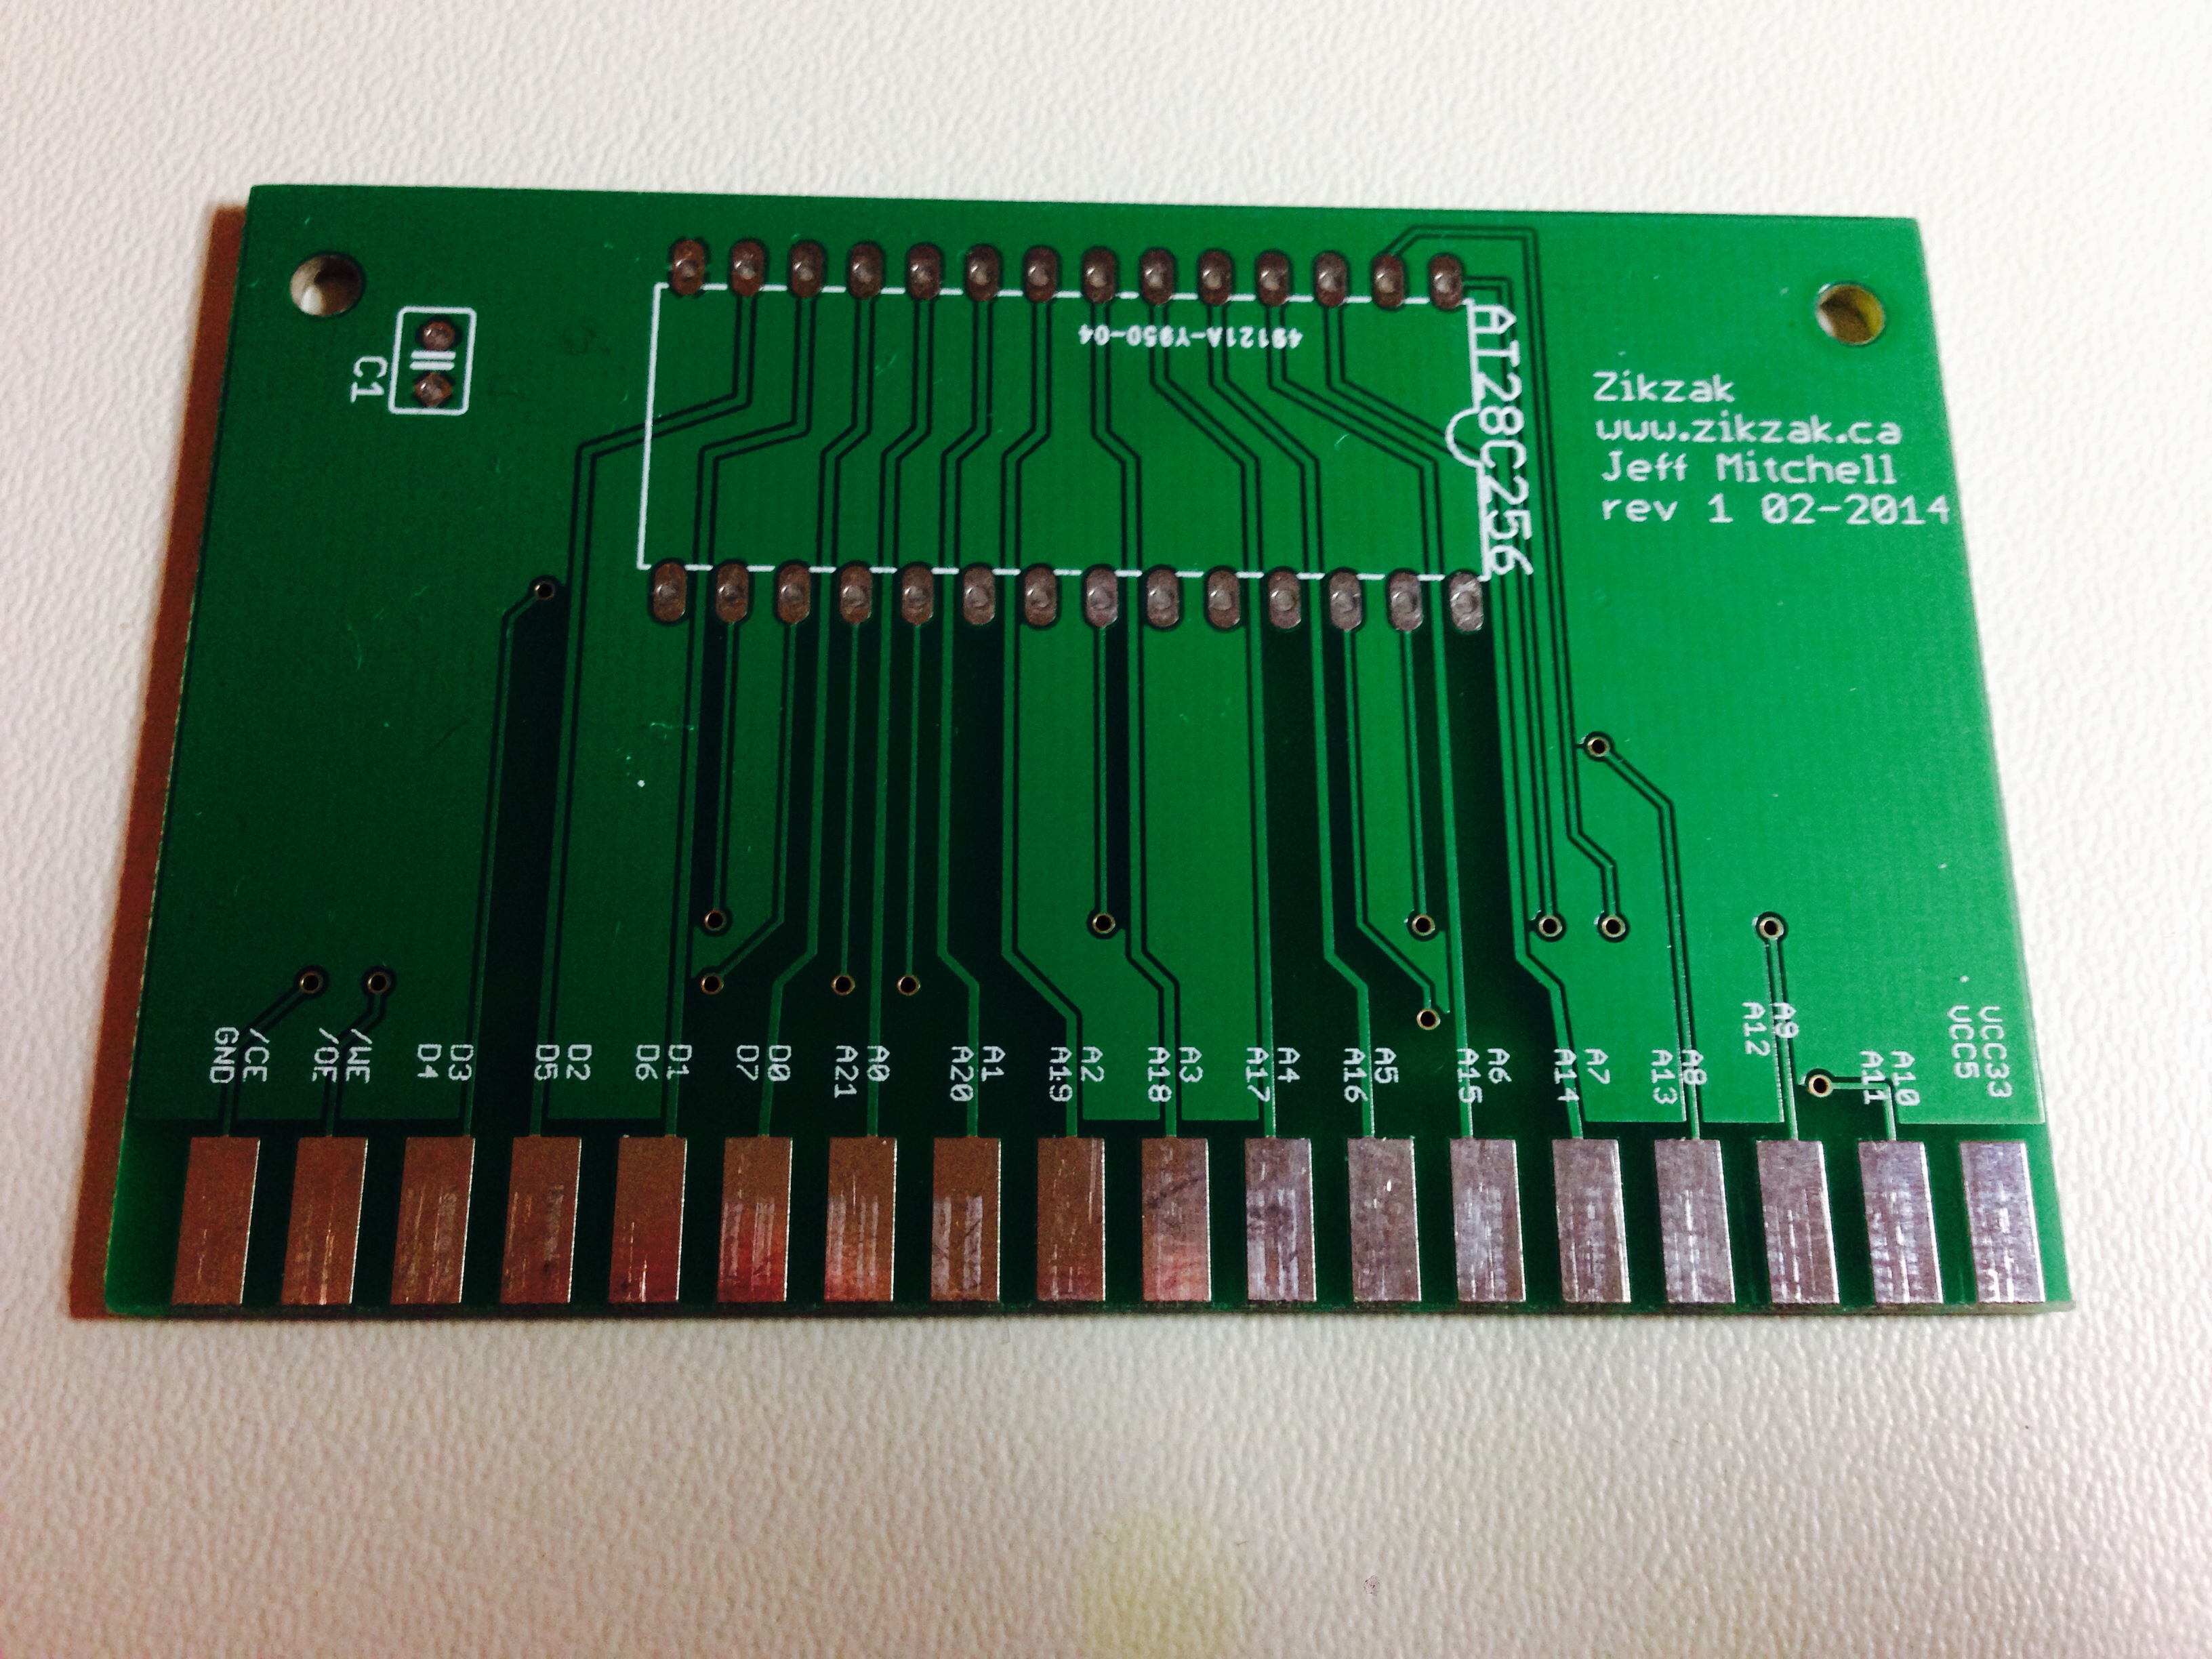 49121A-Y950-04
AT28C256
C1
Zikzak
www.zikzak.ca
Jeff Mitchell
rev 1 02-2014
GND /CE
/OE /WE
D4 D3
D5 D2
D6 D1
D7 D0
A21 A0
A20 A1
A19 A2
A18 A3
A17 A4
A16 A5
A15 A6
A14 A7
A13 A8
A12 A9
A11 A10
VCC5 VCC33